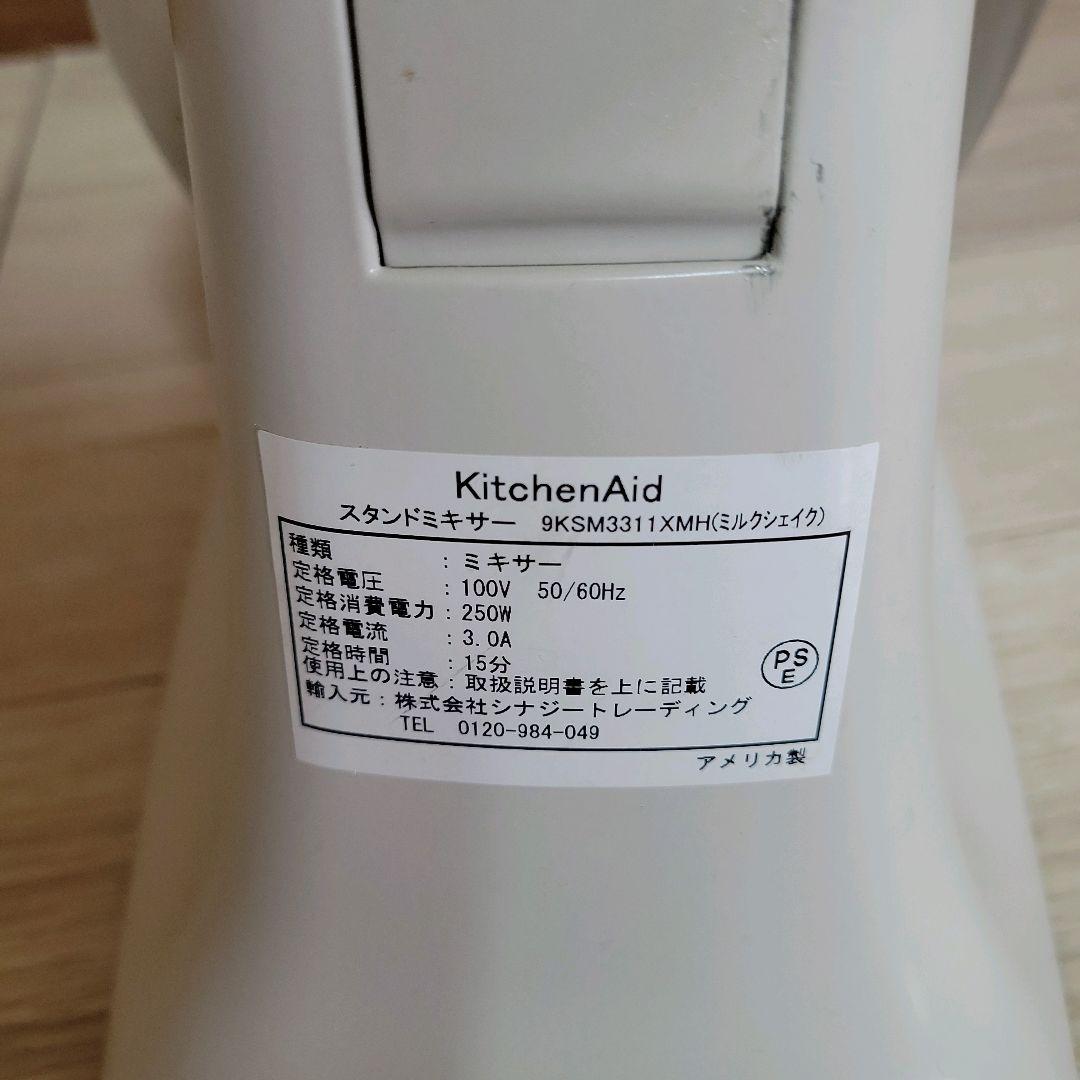 KitchenAid
スタンドミキサー 9KSM3311XMH(ミルクシェイク)
種類 : ミキサー
定格電圧 : 100V 50/60Hz
定格消費電力 : 250W
定格電流 : 3.0A
定格時間 : 15分
使用上の注意 : 取扱説明書を上に記載
輸入元 : 株式会社シナジートレーディング
TEL 0120-984-049
PS
E
アメリカ製